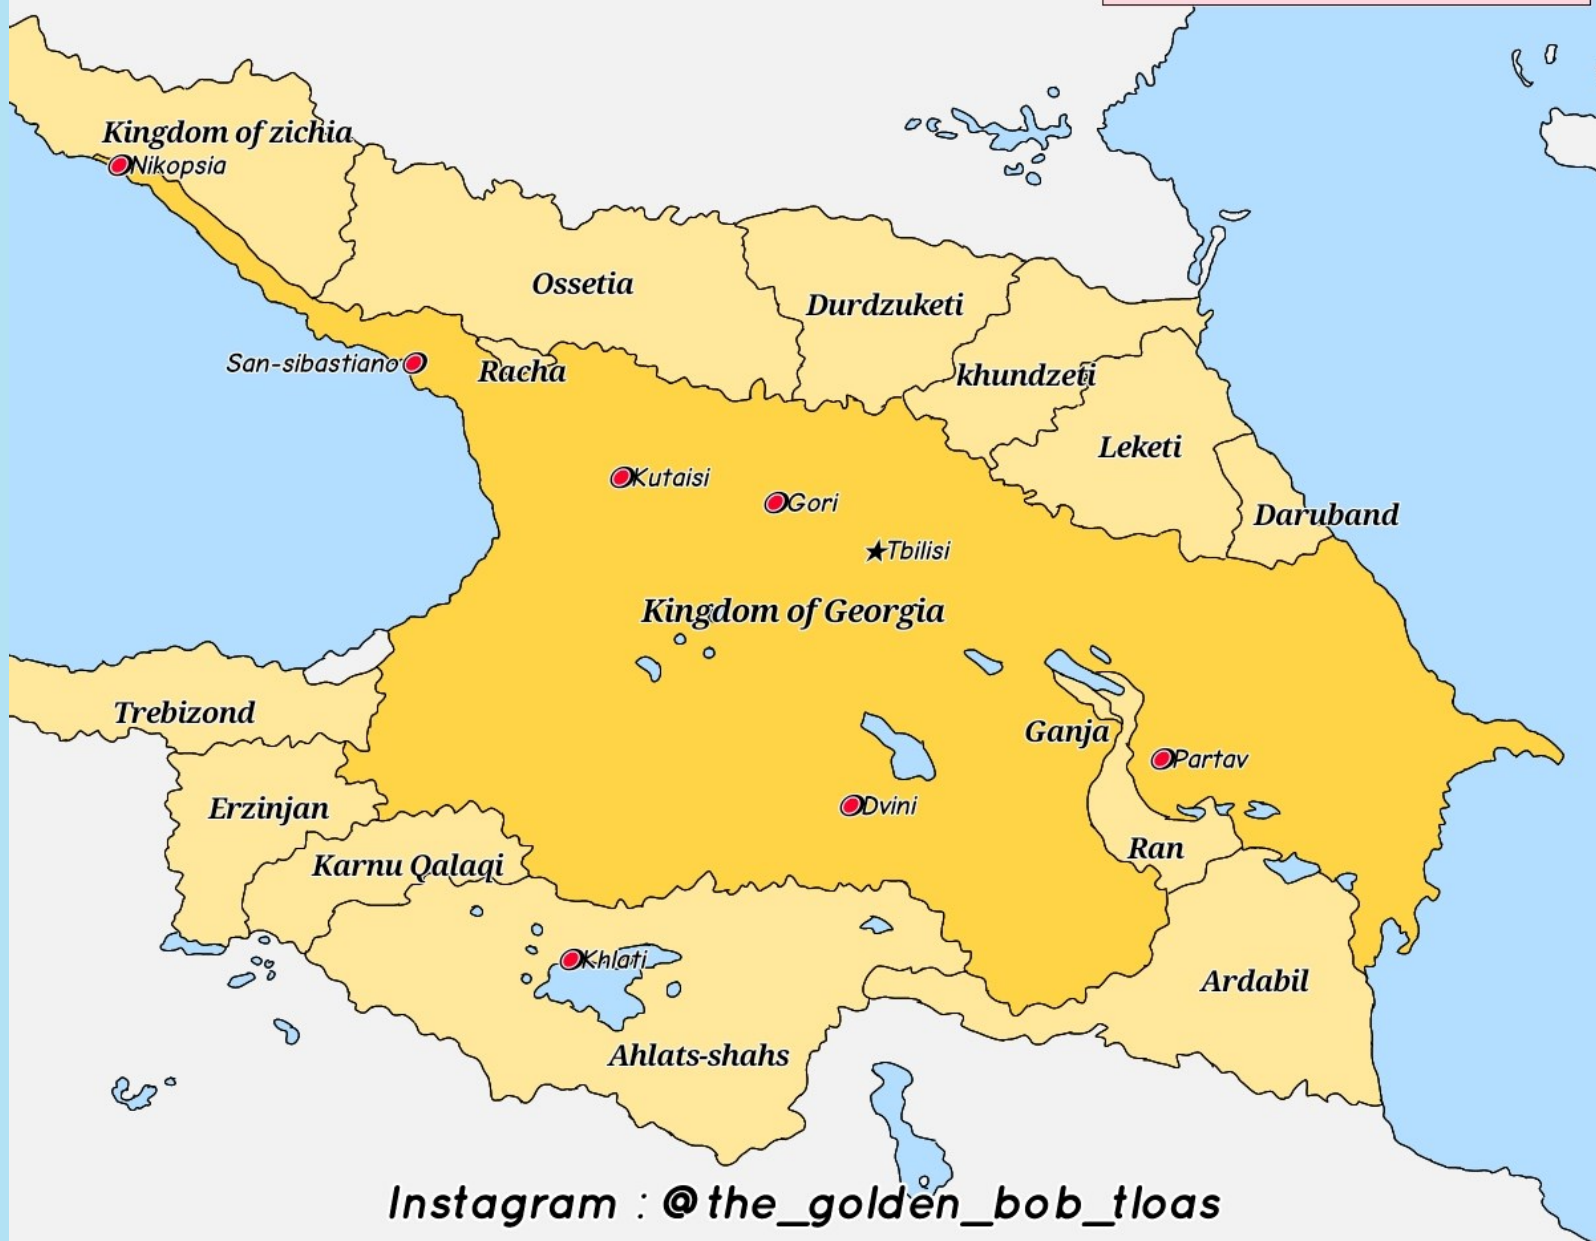 Kingdom of zichia
Nikopsia
Ossetia
Durdzuketi
San-sibastiano
Racha
khundzeti
Leketi
Kutaisi
Gori
Daruband
Tbilisi
Kingdom of Georgia
Trebizond
Ganja
Partav
Erzinjan
Dvini
Karnu Qalaqi
Ran
Khlati
Ardabil
Ahlats-shahs
Instagram : @the_golden_bob_tloas